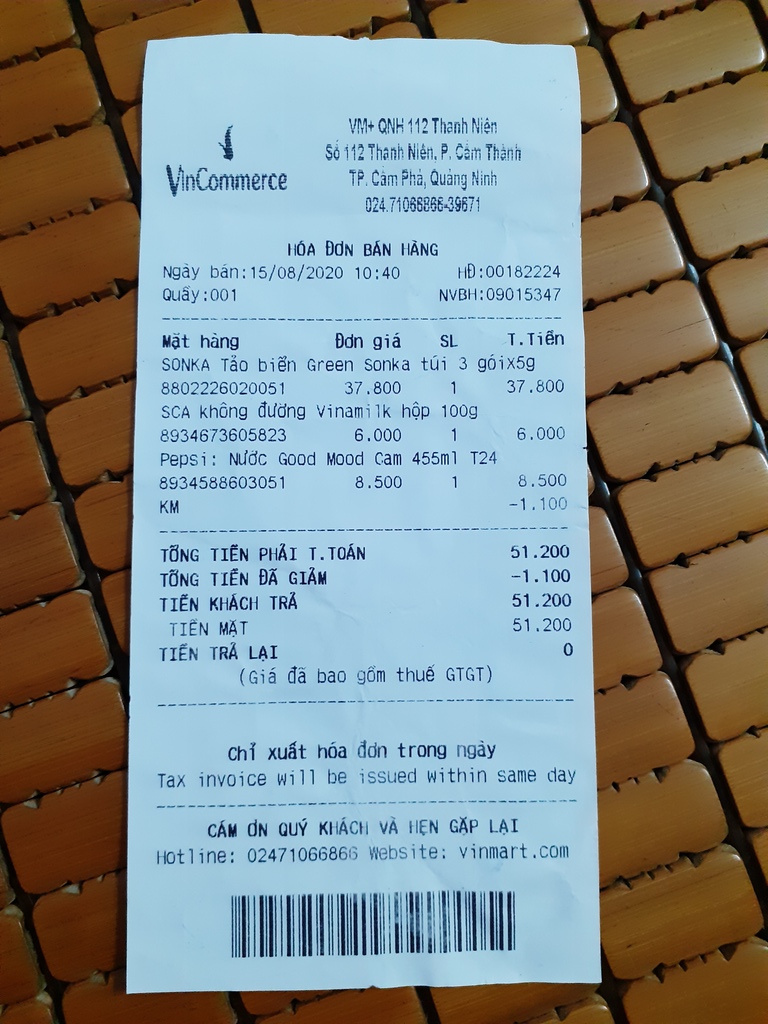 VinCommerce
VM+ QNH 112 Thanh Niên
Số 112 Thanh Niên, P. Cẩm Thành
TP. Cẩm Phả, Quảng Ninh
024.71066866-39671
HÓA ĐƠN BÁN HÀNG
Ngày bán:15/08/2020 10:40 HĐ:00182224
Quầy:001 NVBH:09015347
Mặt hàng Đơn giá SL T.Tiền
SONKA Tảo biển Green Sonka túi 3 góix5g
8802226020051 37.800 1 37.800
SCA không đường Vinamilk hộp 100g
8934673605823 6.000 1 6.000
Pepsi: Nước Good Mood Cam 455ml T24
8934588603051 8.500 1 8.500
KM -1.100
TỔNG TIỀN PHẢI T.TOÁN 51.200
TỔNG TIỀN ĐÃ GIẢM -1.100
TIỀN KHÁCH TRẢ 51.200
TIỀN MẶT 51.200
TIỀN TRẢ LẠI 0
(Giá đã bao gồm thuế GTGT)
Chỉ xuất hóa đơn trong ngày
Tax invoice will be issued within same day
CẢM ƠN QUÝ KHÁCH VÀ HẸN GẶP LẠI
Hotline: 02471066866 Website: vinmart.com